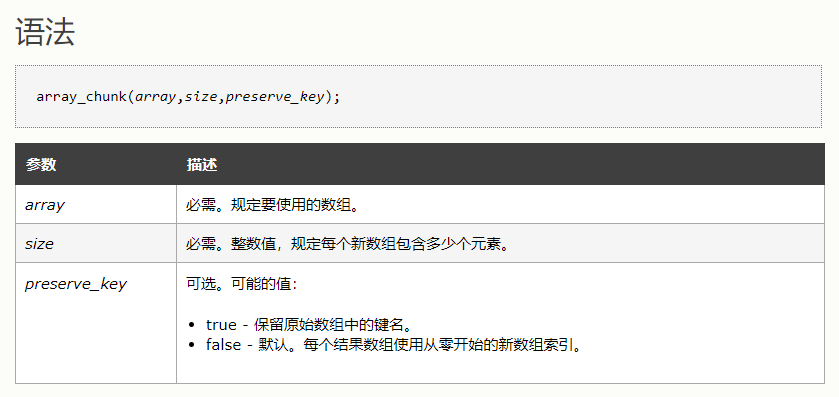 语法
array_chunk(array,size,preserve_key);
参数 描述
array 必需。规定要使用的数组。
size 必需。整数值，规定每个新数组包含多少个元素。
preserve_key 可选。可能的值：
• true - 保留原始数组中的键名。
• false - 默认。每个结果数组使用从零开始的新数组索引。